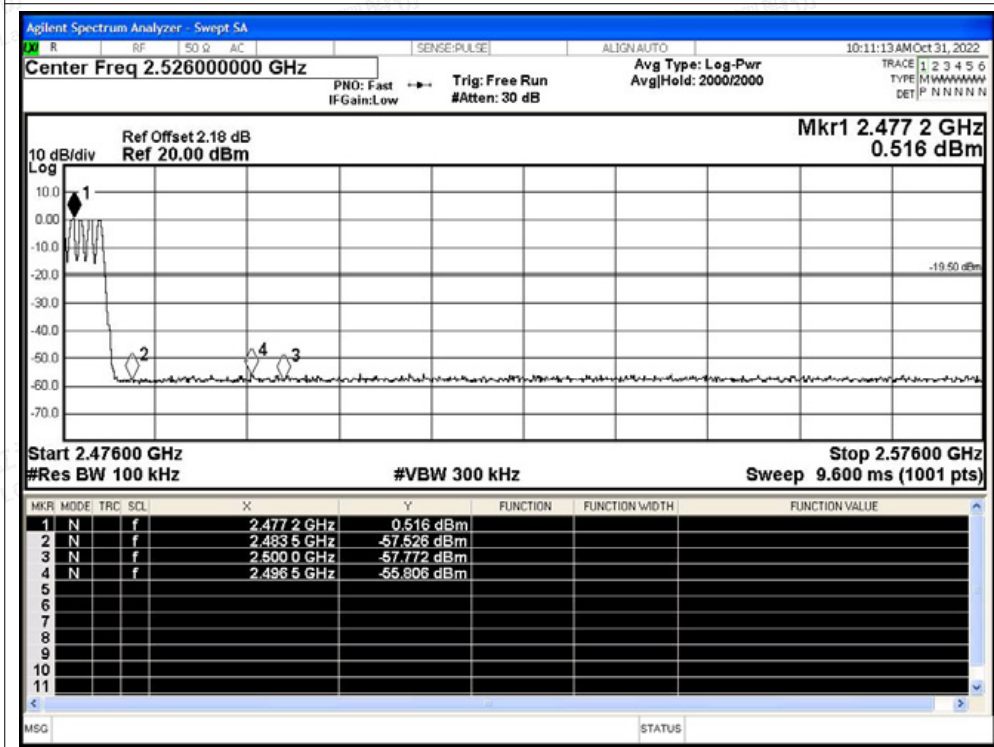 Agilent Spectrum Analyzer - Swept SA
LXI R RF 50 Ω AC SENSE:PULSE ALIGN AUTO 10:11:13 AM Oct 31, 2022
Center Freq 2.526000000 GHz
PNO: Fast
IFGain:Low
Trig: Free Run
#Atten: 30 dB
Avg Type: Log-Pwr
Avg|Hold: 2000/2000
TRACE 1 2 3 4 5 6
TYPE M WWWWW
DET P N N N N N
Mkr1 2.477 2 GHz
0.516 dBm
Ref Offset 2.18 dB
10 dB/div Ref 20.00 dBm
Log
10.0
0.00
-10.0
-20.0
-30.0
-40.0
-50.0
-60.0
-70.0
1
2
4
3
-19.50 dBm
Start 2.47600 GHz Stop 2.57600 GHz
#Res BW 100 kHz #VBW 300 kHz Sweep 9.600 ms (1001 pts)
MKR MODE TRC SCL X Y FUNCTION FUNCTION WIDTH FUNCTION VALUE
1 N f 2.477 2 GHz 0.516 dBm
2 N f 2.483 5 GHz -57.526 dBm
3 N f 2.500 0 GHz -57.772 dBm
4 N f 2.496 5 GHz -55.806 dBm
5
6
7
8
9
10
11
MSG STATUS